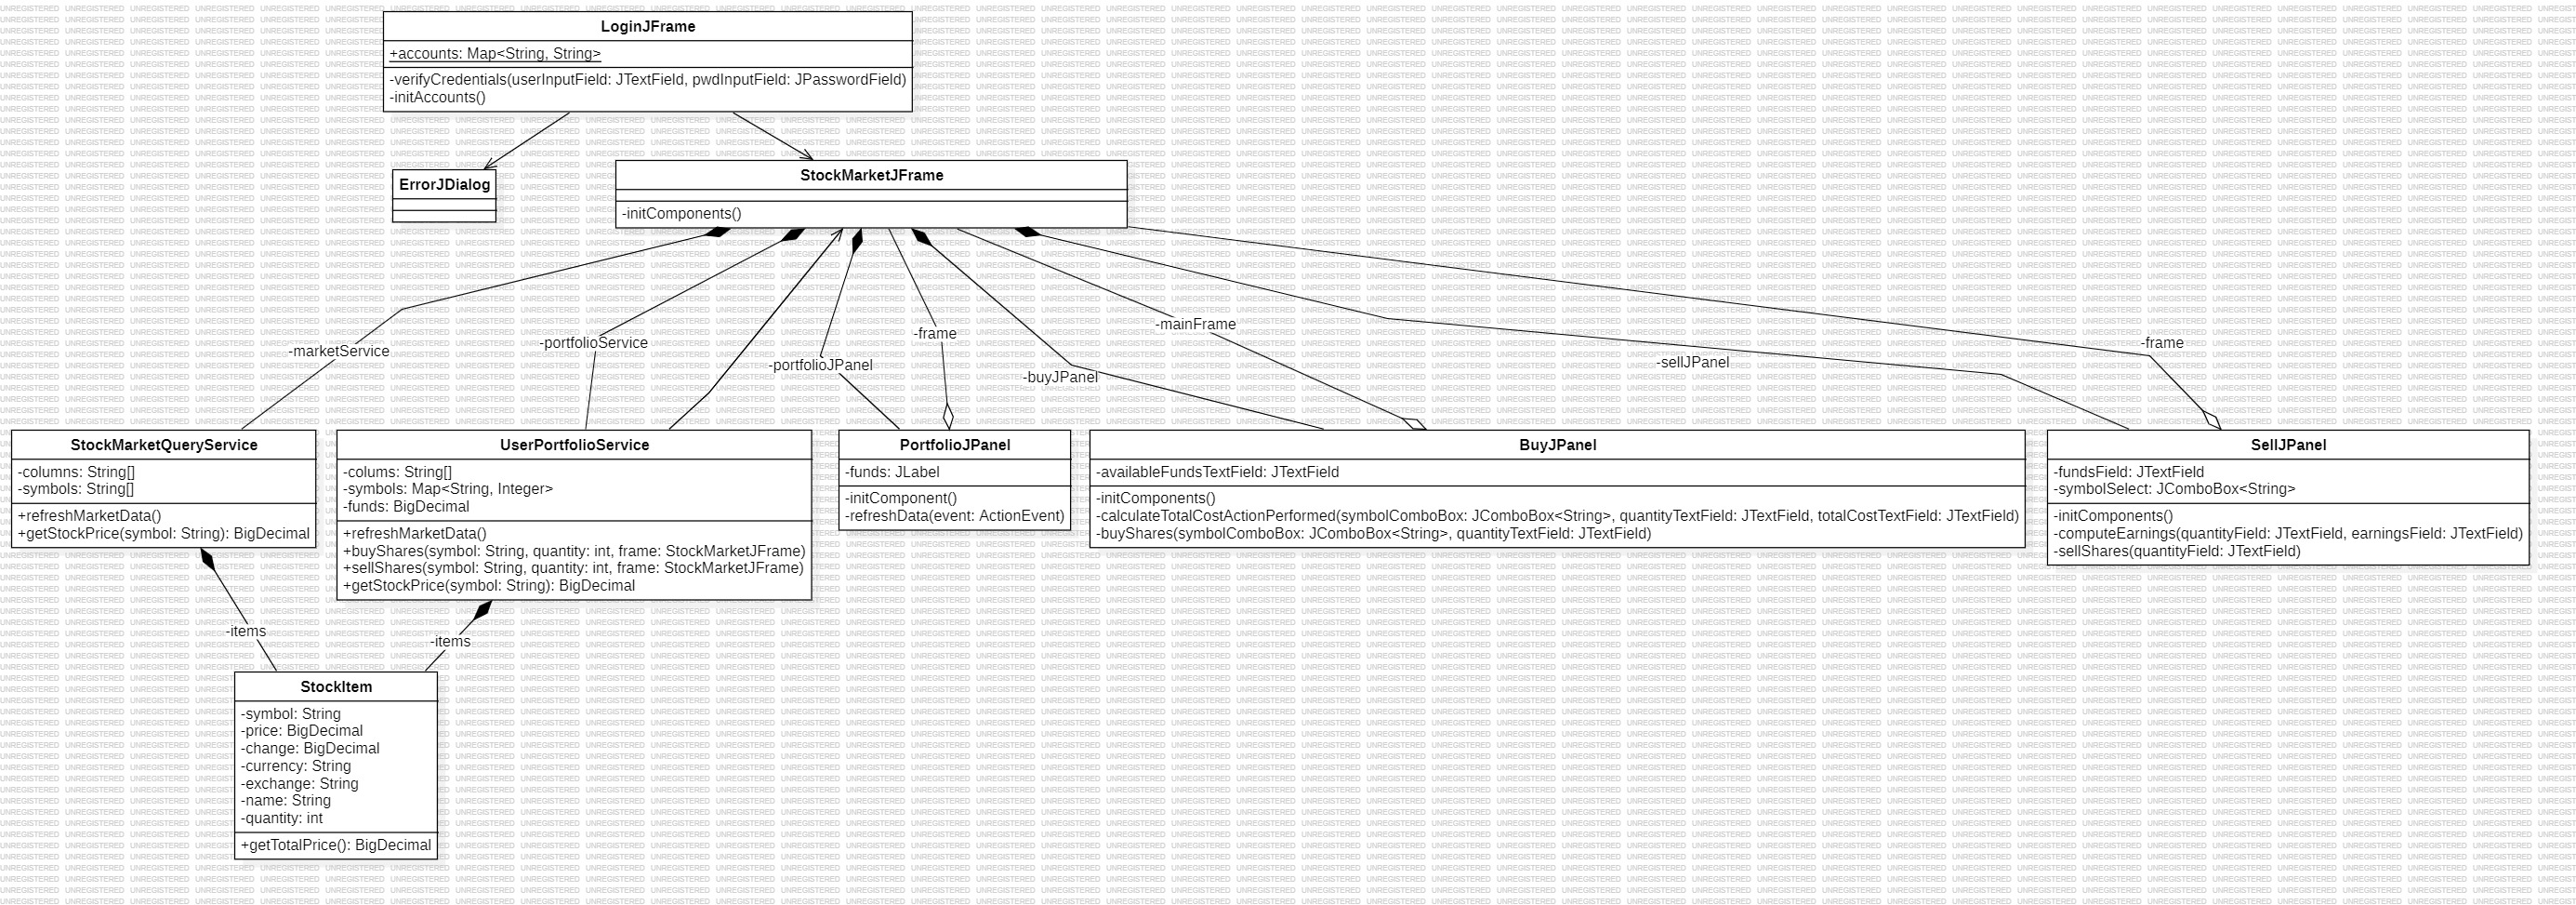 LoginJFrame
+accounts: Map<String, String>
-verifyCredentials(userInputField: JTextField, pwdInputField: JPasswordField)
-initAccounts()
ErrorJDialog
StockMarketJFrame
-initComponents()
-marketService
-portfolioService
-portfolioJPanel
-frame
-buyJPanel
-mainFrame
-sellJPanel
-frame
StockMarketQueryService
-columns: String[]
-symbols: String[]
+refreshMarketData()
+getStockPrice(symbol: String): BigDecimal
UserPortfolioService
-colums: String[]
-symbols: Map<String, Integer>
-funds: BigDecimal
+refreshMarketData()
+buyShares(symbol: String, quantity: int, frame: StockMarketJFrame)
+sellShares(symbol: String, quantity: int, frame: StockMarketJFrame)
+getStockPrice(symbol: String): BigDecimal
PortfolioJPanel
-funds: JLabel
-initComponent()
-refreshData(event: ActionEvent)
BuyJPanel
-availableFundsTextField: JTextField
-initComponents()
-calculateTotalCostActionPerformed(symbolComboBox: JComboBox<String>, quantityTextField: JTextField, totalCostTextField: JTextField)
-buyShares(symbolComboBox: JComboBox<String>, quantityTextField: JTextField)
SellJPanel
-fundsField: JTextField
-symbolSelect: JComboBox<String>
-initComponents()
-computeEarnings(quantityField: JTextField, earningsField: JTextField)
-sellShares(quantityField: JTextField)
-items
-items
StockItem
-symbol: String
-price: BigDecimal
-change: BigDecimal
-currency: String
-exchange: String
-name: String
-quantity: int
+getTotalPrice(): BigDecimal
UNREGISTERED